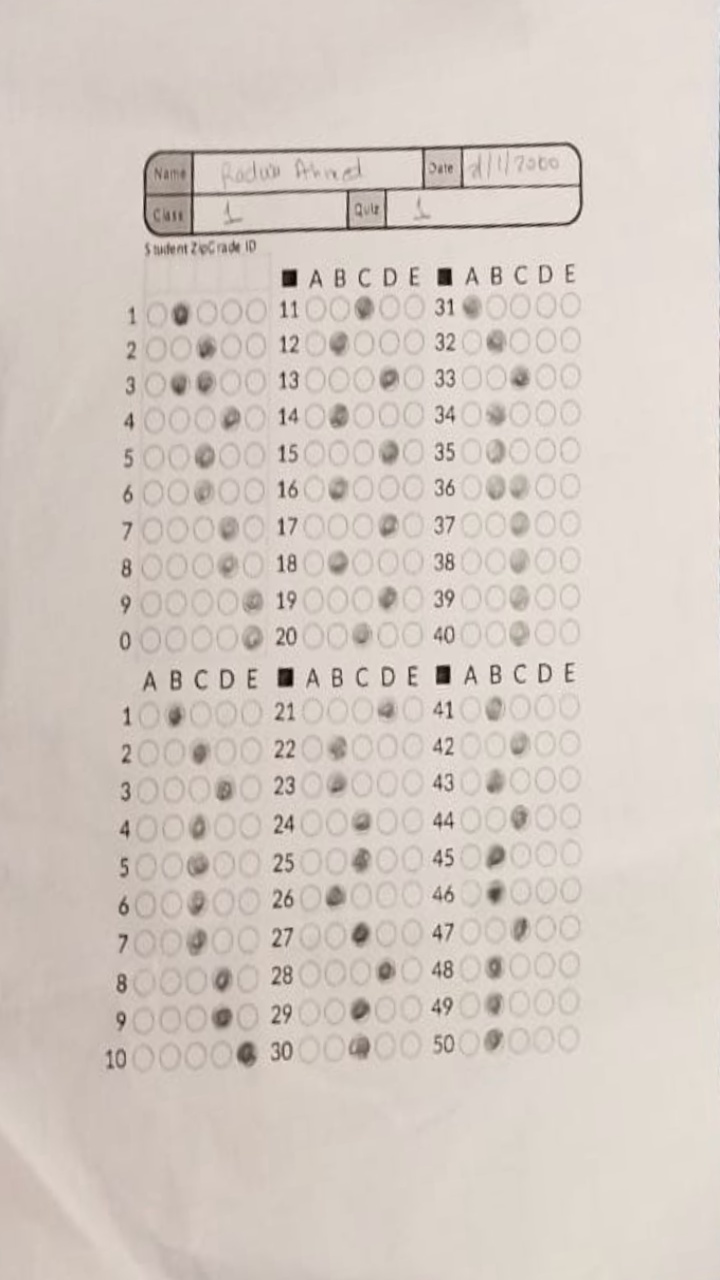 Name Radwa Ahmed Date 2/1/2000
Class 1 Quiz 1
Student ZipGrade ID
■ A B C D E ■ A B C D E
1 11 31
2 12 32
3 13 33
4 14 34
5 15 35
6 16 36
7 17 37
8 18 38
9 19 39
0 20 40
A B C D E ■ A B C D E ■ A B C D E
1 21 41
2 22 42
3 23 43
4 24 44
5 25 45
6 26 46
7 27 47
8 28 48
9 29 49
10 30 50